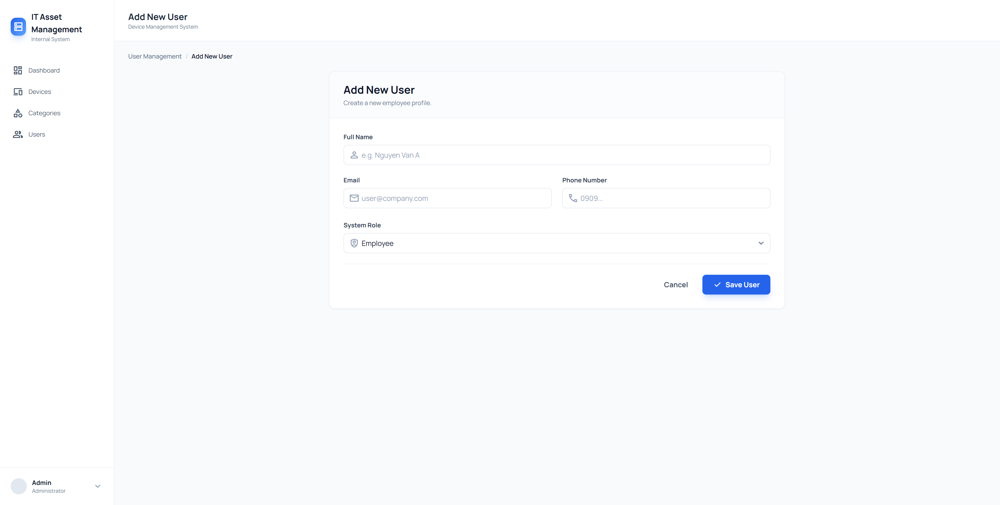 IT Asset
Management
Internal System
Dashboard
Devices
Categories
Users
Admin
Administrator
Add New User
Device Management System
User Management / Add New User
Add New User
Create a new employee profile.
Full Name
e.g. Nguyen Van A
Email
Phone Number
user@company.com
0909...
System Role
Employee
Cancel
Save User